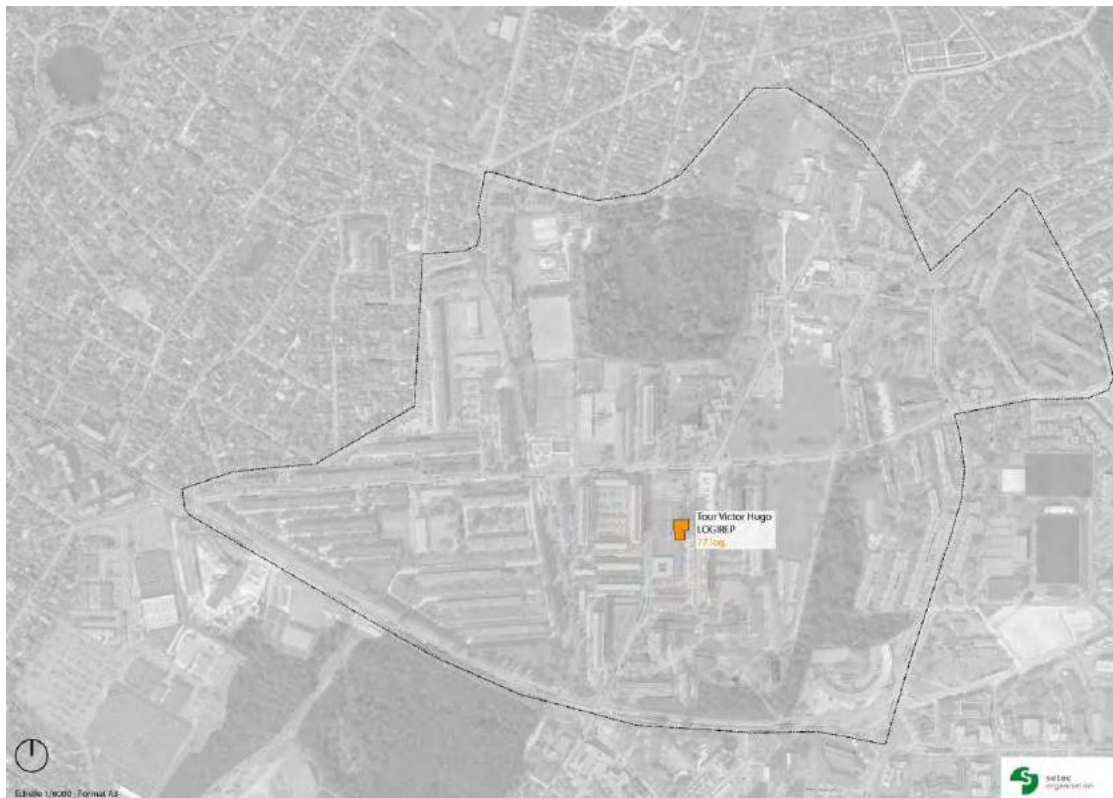 Tour Victor Hugo
LOGIREP
77 log.
Echelle 1/6000 - Format A3
setec
organisation